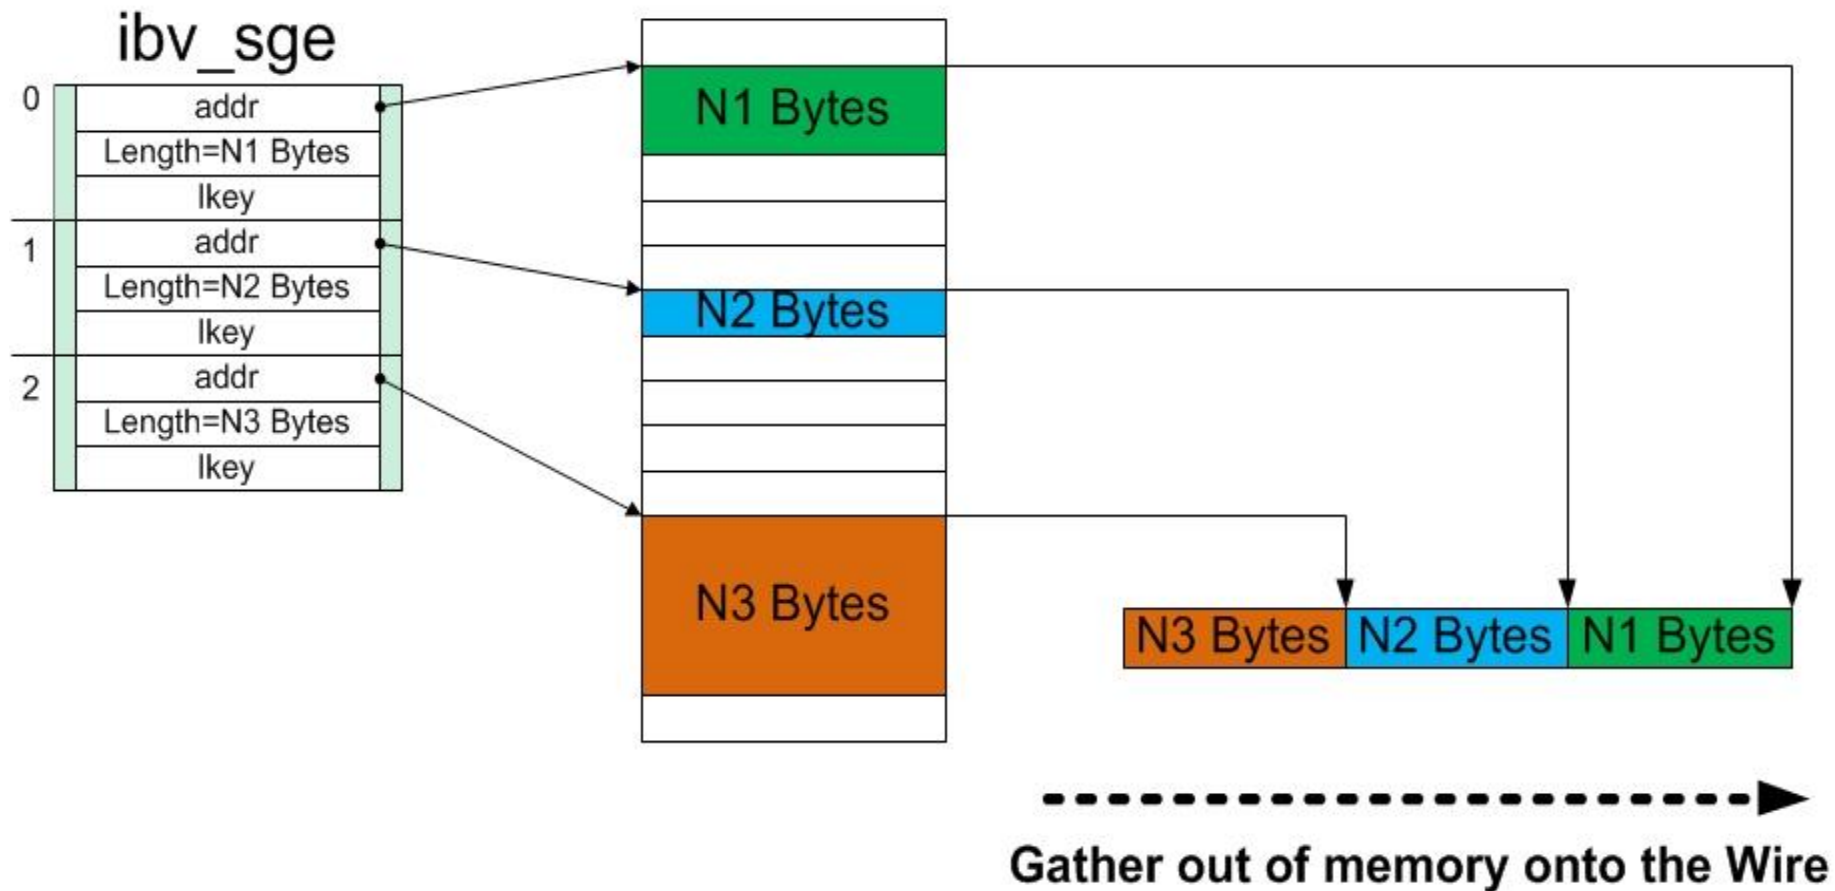 ibv_sge
0
addr
Length=N1 Bytes
lkey
1
addr
Length=N2 Bytes
lkey
2
addr
Length=N3 Bytes
lkey
N1 Bytes
N2 Bytes
N3 Bytes
N3 Bytes N2 Bytes N1 Bytes
Gather out of memory onto the Wire